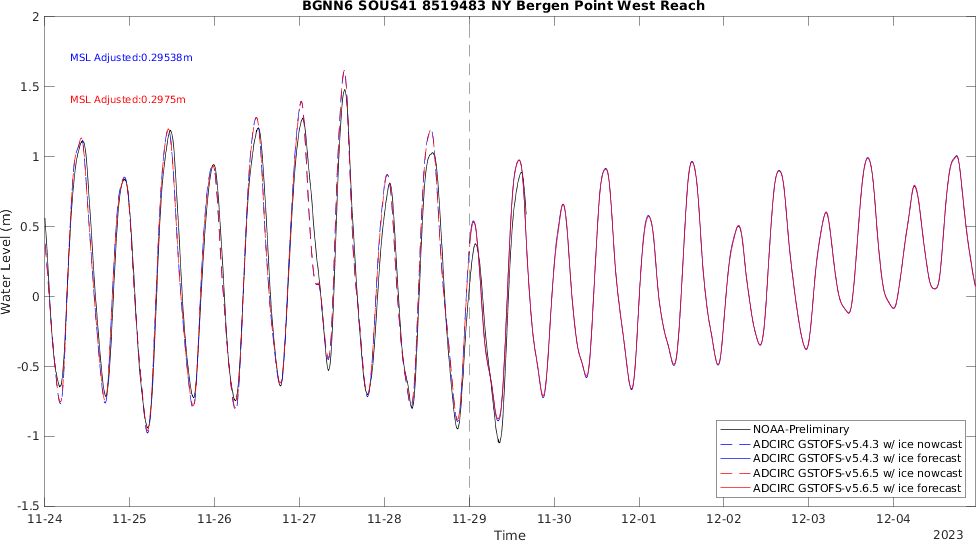 BGNN6 SOUS41 8519483 NY Bergen Point West Reach
MSL Adjusted:0.29538m
MSL Adjusted:0.2975m
Water Level (m)
2
1.5
1
0.5
0
-0.5
-1
-1.5
NOAA-Preliminary
ADCIRC GSTOFS-v5.4.3 w/ ice nowcast
ADCIRC GSTOFS-v5.4.3 w/ ice forecast
ADCIRC GSTOFS-v5.6.5 w/ ice nowcast
ADCIRC GSTOFS-v5.6.5 w/ ice forecast
11-24 11-25 11-26 11-27 11-28 11-29 11-30 12-01 12-02 12-03 12-04
Time
2023